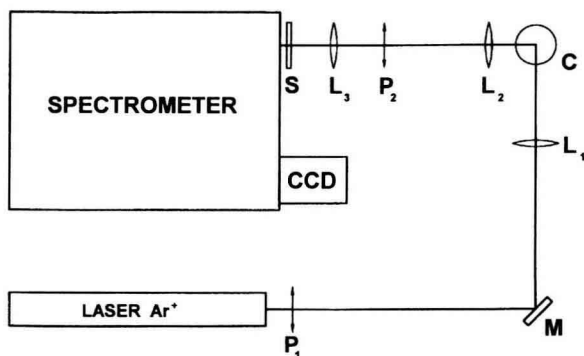 SPECTROMETER
S
L₃
P₂
L₂
C
L₁
CCD
LASER Ar⁺
P₁
M